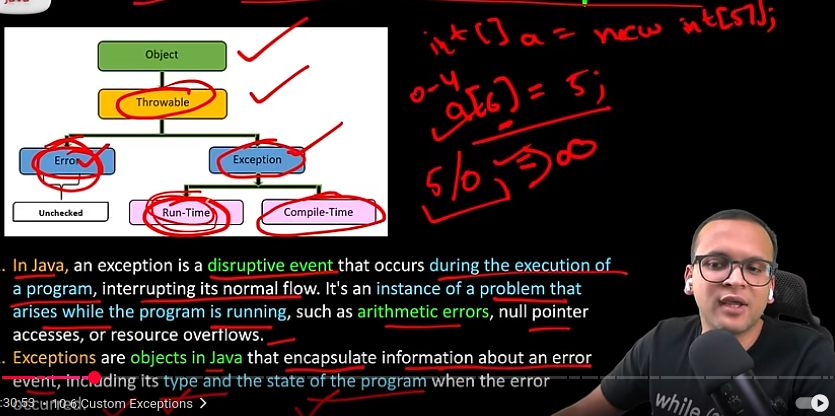 java
int [] a = new int[5];
Object
Throwable
0-4
a[6] = 5;
Error
Exception
5/0 => ∞
Unchecked
Run-Time
Compile-Time
. In Java, an exception is a disruptive event that occurs during the execution of
a program, interrupting its normal flow. It's an instance of a problem that
arises while the program is running, such as arithmetic errors, null pointer
accesses, or resource overflows.
. Exceptions are objects in Java that encapsulate information about an error
event, including its type and the state of the program when the error
occurred.
:30:53 • 10.6 Custom Exceptions >
while